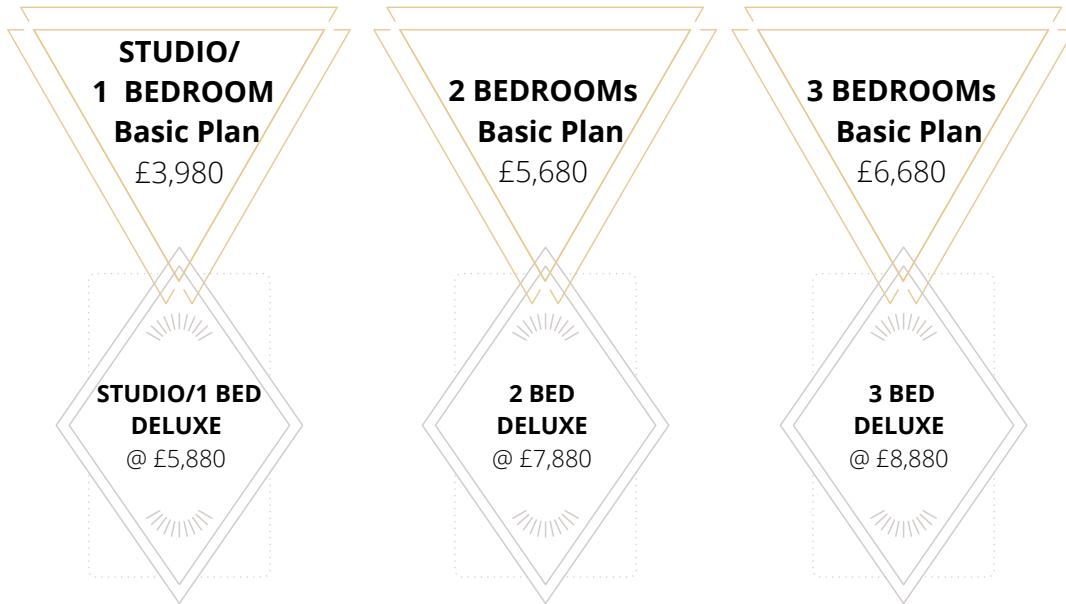 STUDIO/
1 BEDROOM
Basic Plan
£3,980
2 BEDROOMs
Basic Plan
£5,680
3 BEDROOMs
Basic Plan
£6,680
STUDIO/1 BED
DELUXE
@ £5,880
2 BED
DELUXE
@ £7,880
3 BED
DELUXE
@ £8,880